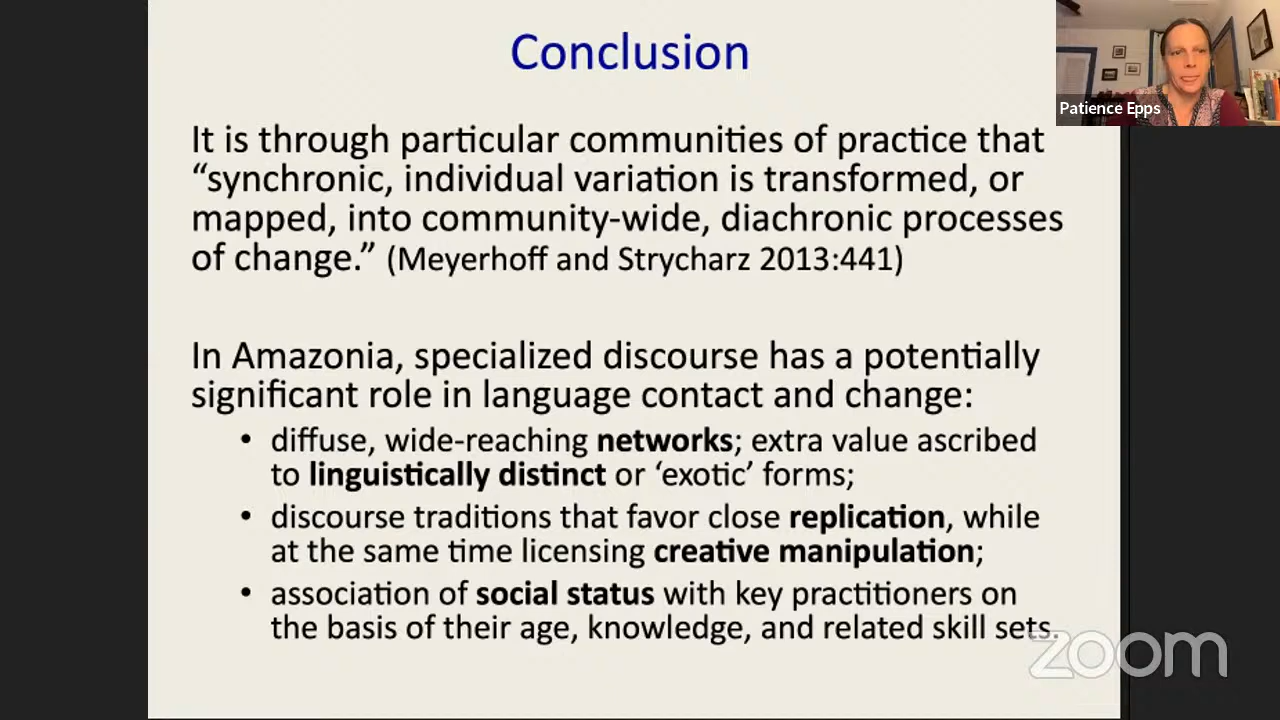 Conclusion
It is through particular communities of practice that
“synchronic, individual variation is transformed, or
mapped, into community-wide, diachronic processes
of change.” (Meyerhoff and Strycharz 2013:441)
In Amazonia, specialized discourse has a potentially
significant role in language contact and change:
• diffuse, wide-reaching networks; extra value ascribed
to linguistically distinct or ‘exotic’ forms;
• discourse traditions that favor close replication, while
at the same time licensing creative manipulation;
• association of social status with key practitioners on
the basis of their age, knowledge, and related skill sets.
Patience Epps
zoom